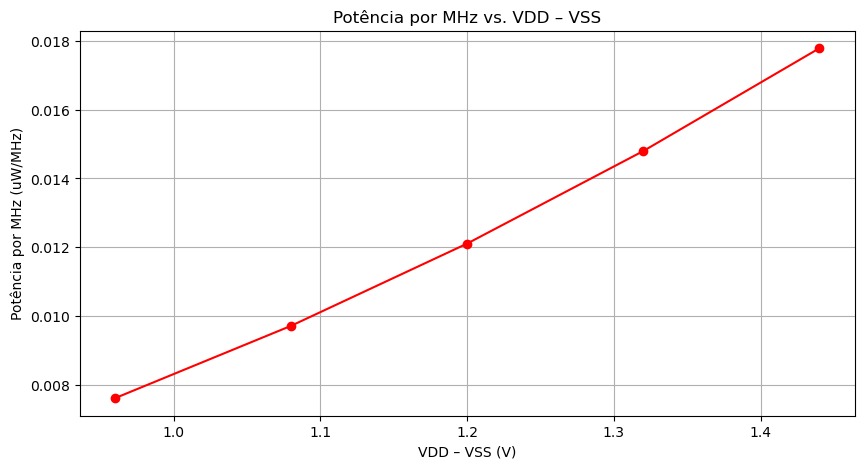 Potência por MHz vs. VDD – VSS
Potência por MHz (uW/MHz)
0.018
0.016
0.014
0.012
0.010
0.008
1.0 1.1 1.2 1.3 1.4
VDD – VSS (V)